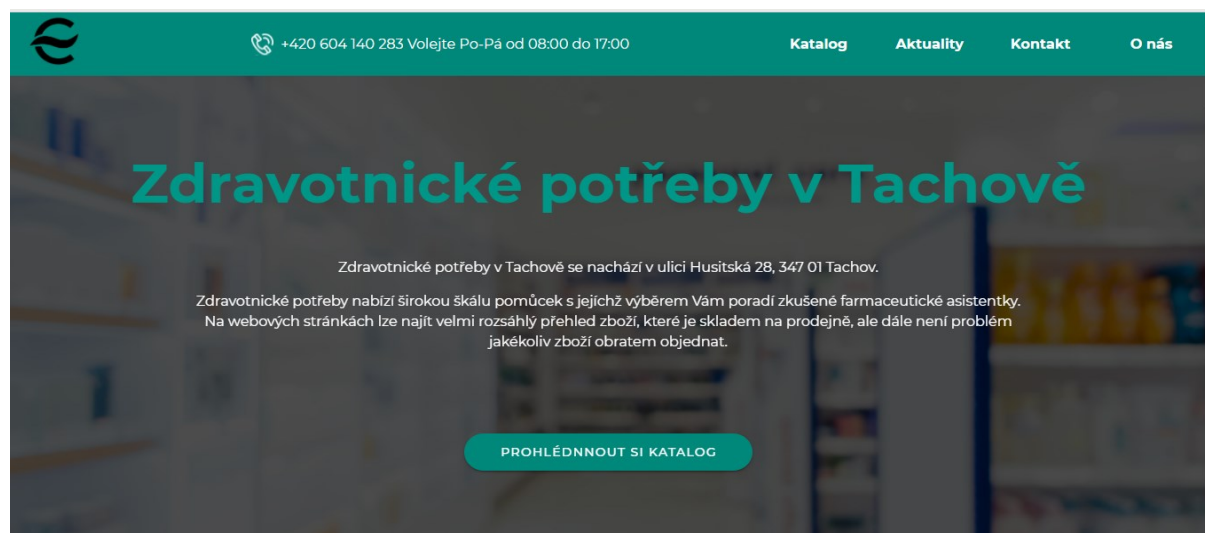 +420 604 140 283 Volejte Po-Pá od 08:00 do 17:00
Katalog
Aktuality
Kontakt
O nás
Zdravotnické potřeby v Tachově
Zdravotnické potřeby v Tachově se nachází v ulici Husitská 28, 347 01 Tachov.
Zdravotnické potřeby nabízí širokou škálu pomůcek s jejíchž výběrem Vám poradí zkušené farmaceutické asistentky.
Na webových stránkách lze najít velmi rozsáhlý přehled zboží, které je skladem na prodejně, ale dále není problém
jakékoliv zboží obratem objednat.
PROHLÉDNNOUT SI KATALOG